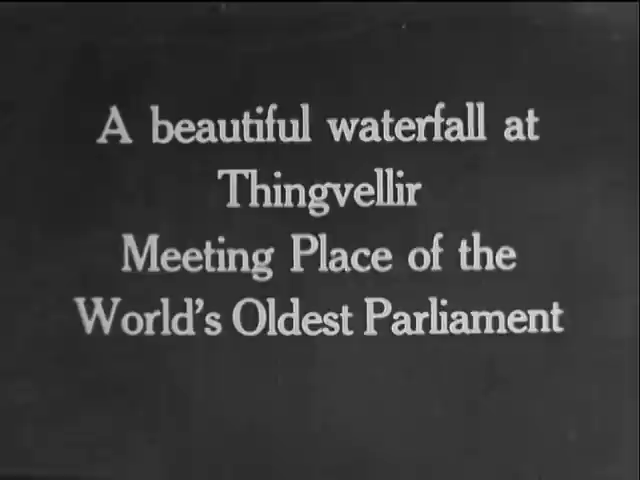 A beautiful waterfall at
Thingvellir
Meeting Place of the
World's Oldest Parliament